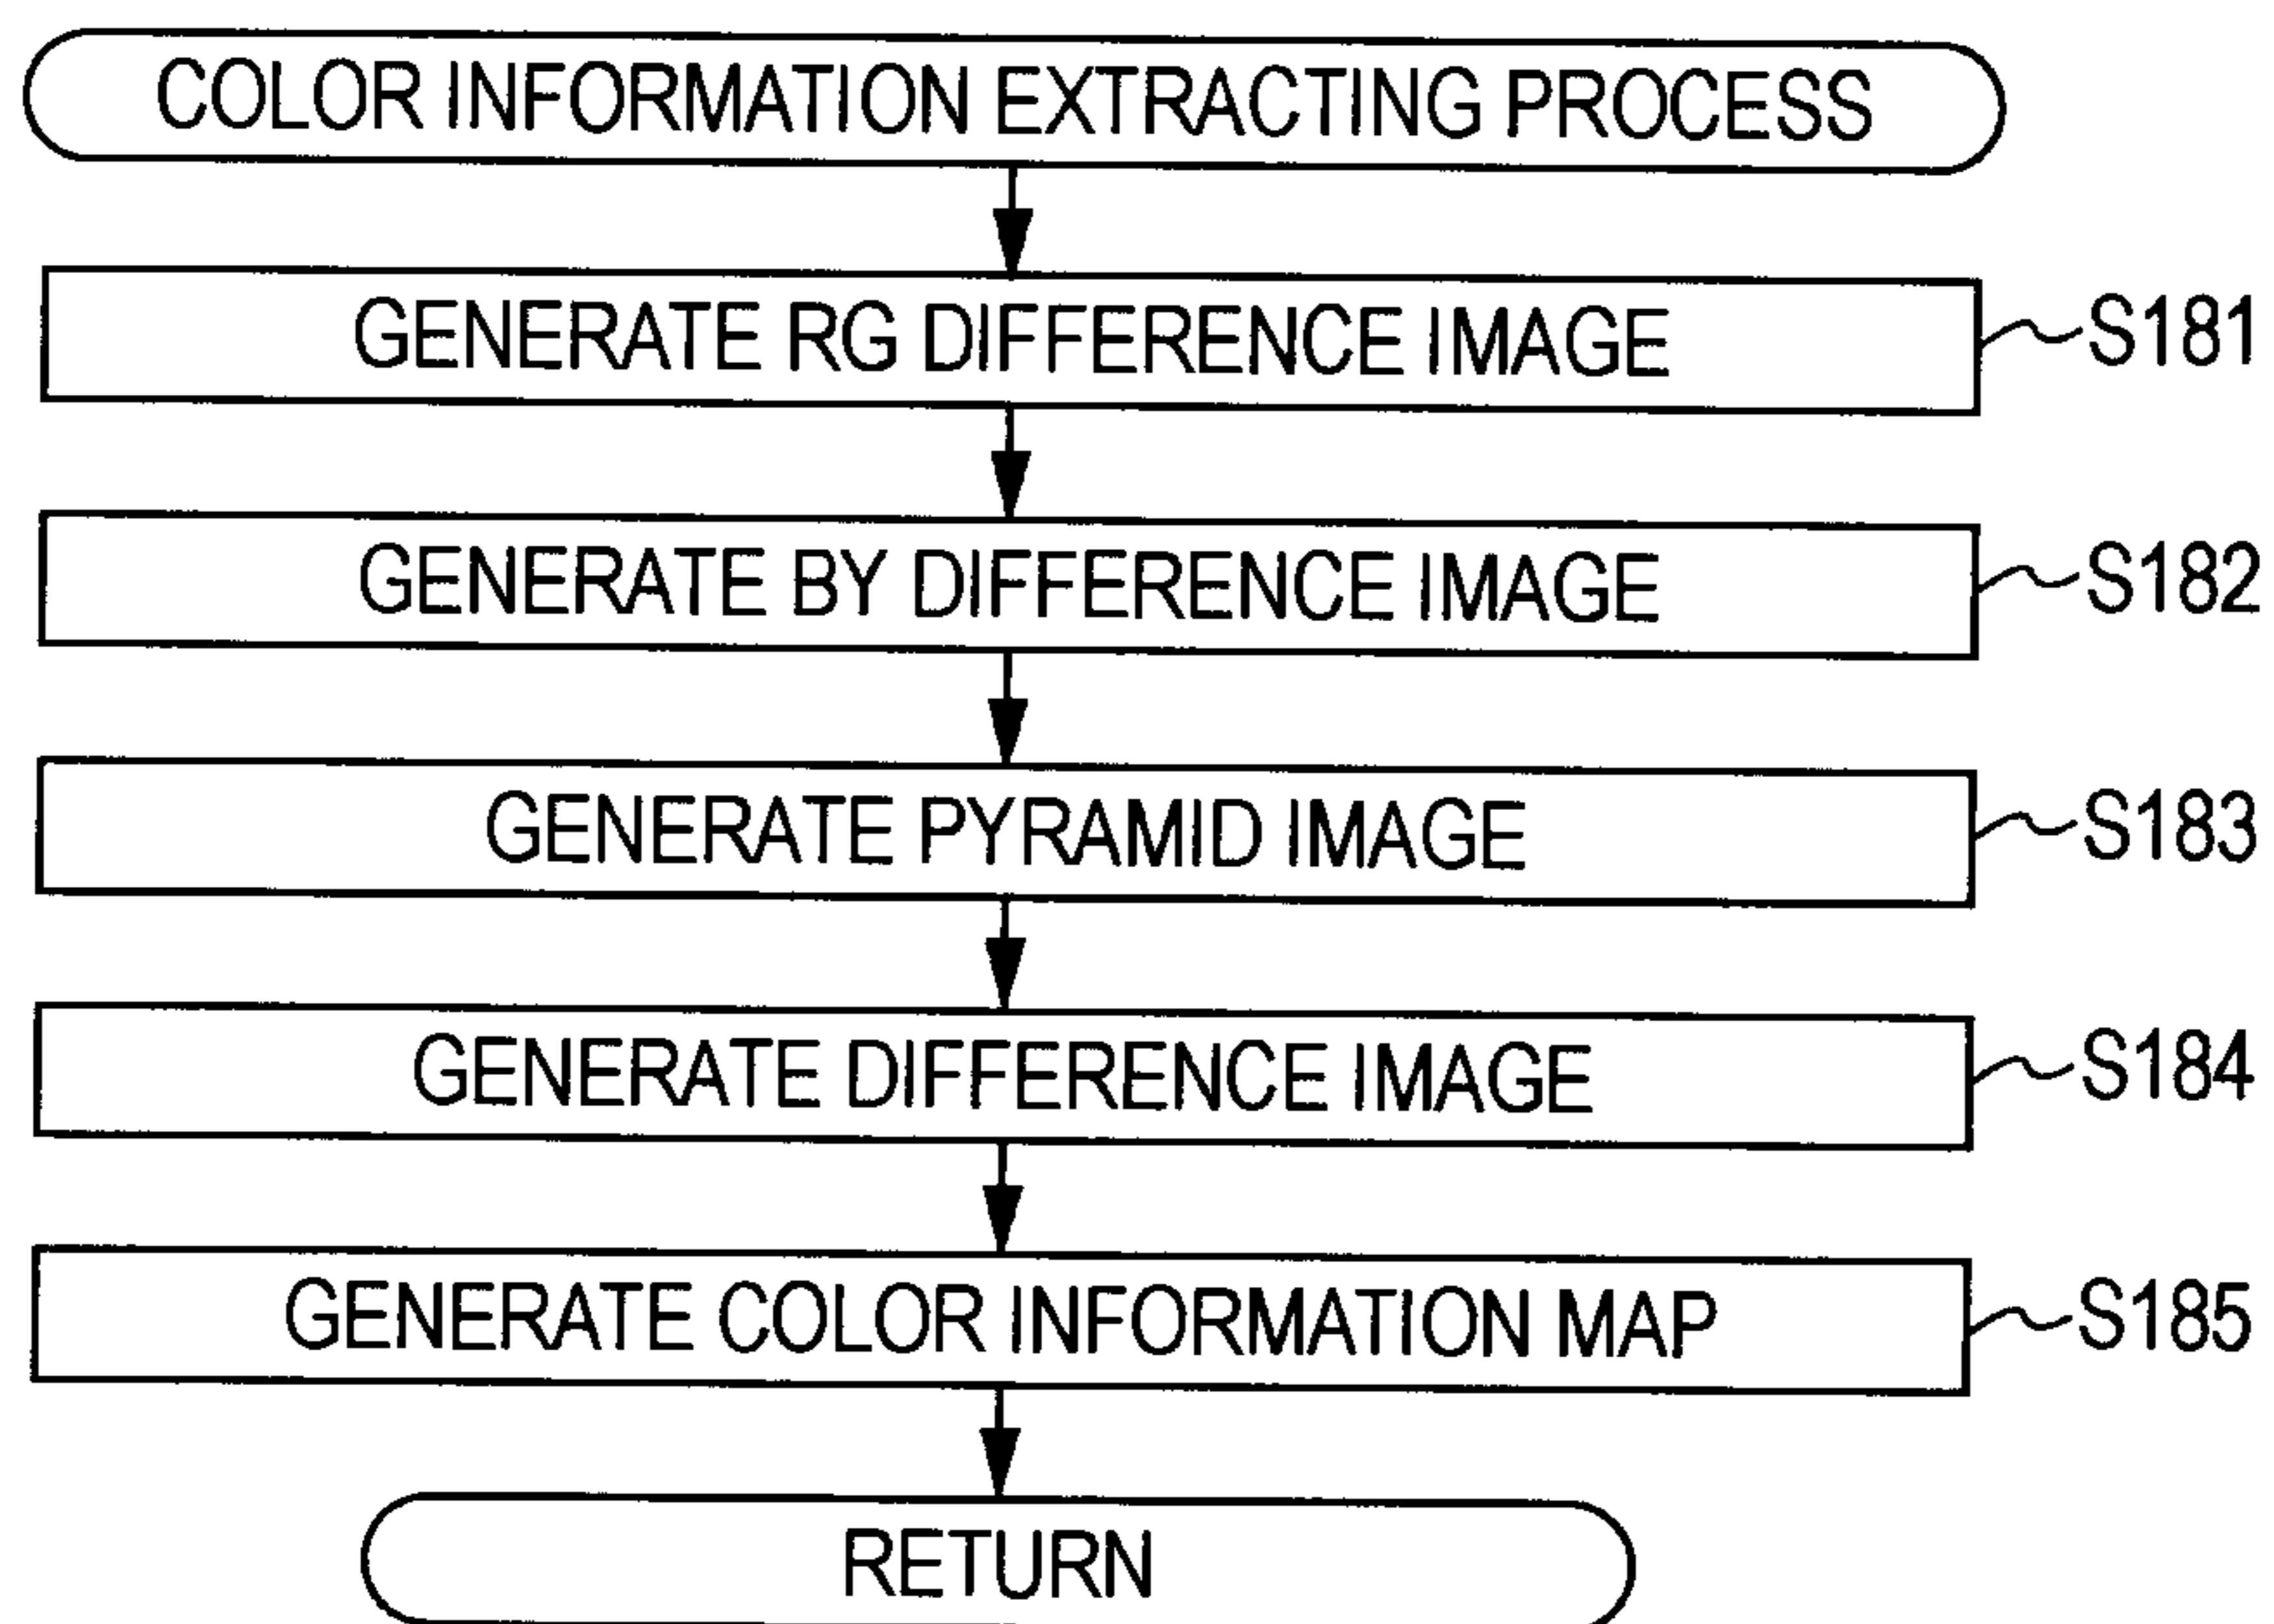 COLOR INFORMATION EXTRACTING PROCESS
GENERATE RG DIFFERENCE IMAGE
S181
GENERATE BY DIFFERENCE IMAGE
S182
GENERATE PYRAMID IMAGE
S183
GENERATE DIFFERENCE IMAGE
S184
GENERATE COLOR INFORMATION MAP
S185
RETURN